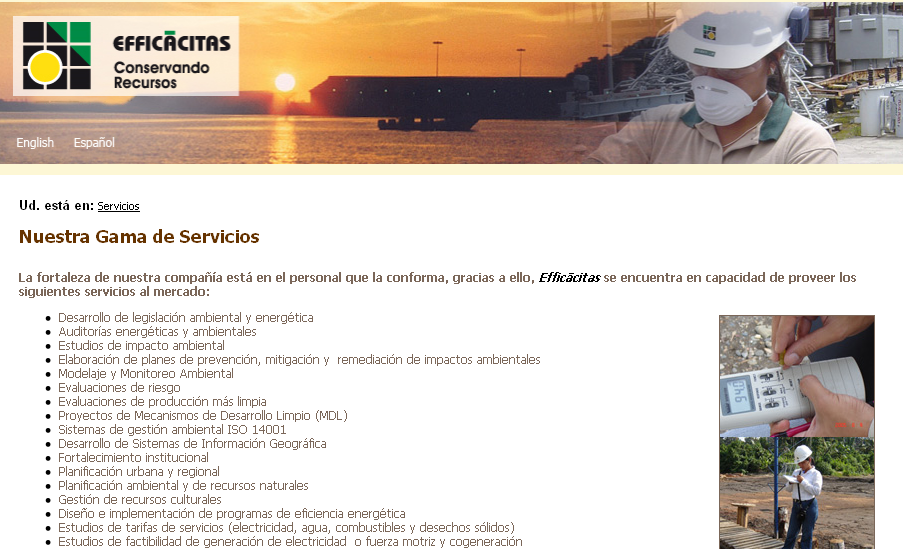 EFFICĀCITAS
Conservando
Recursos
English Español
Ud. está en: Servicios
Nuestra Gama de Servicios
La fortaleza de nuestra compañía está en el personal que la conforma, gracias a ello, Efficācitas se encuentra en capacidad de proveer los
siguientes servicios al mercado:
Desarrollo de legislación ambiental y energética
Auditorías energéticas y ambientales
Estudios de impacto ambiental
Elaboración de planes de prevención, mitigación y remediación de impactos ambientales
Modelaje y Monitoreo Ambiental
Evaluaciones de riesgo
Evaluaciones de producción más limpia
Proyectos de Mecanismos de Desarrollo Limpio (MDL)
Sistemas de gestión ambiental ISO 14001
Desarrollo de Sistemas de Información Geográfica
Fortalecimiento institucional
Planificación urbana y regional
Planificación ambiental y de recursos naturales
Gestión de recursos culturales
Diseño e implementación de programas de eficiencia energética
Estudios de tarifas de servicios (electricidad, agua, combustibles y desechos sólidos)
Estudios de factibilidad de generación de electricidad o fuerza motriz y cogeneración